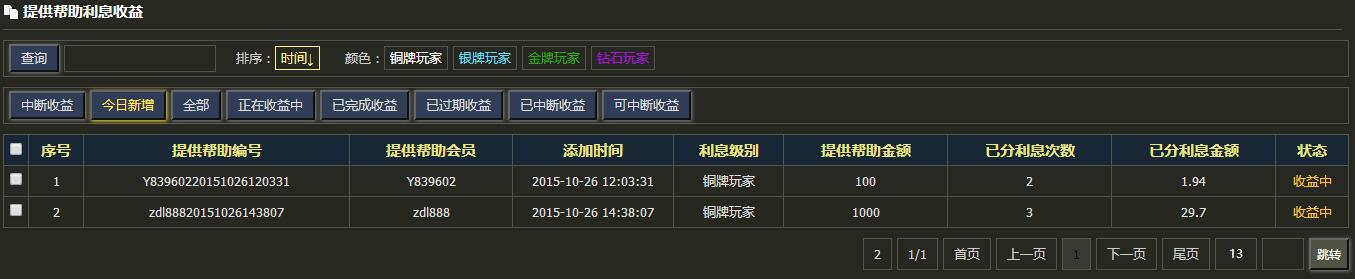 提供帮助利息收益
查询 排序：时间↓ 颜色：铜牌玩家 银牌玩家 金牌玩家 钻石玩家
中断收益 今日新增 全部 正在收益中 已完成收益 已过期收益 已中断收益 可中断收益
序号 提供帮助编号 提供帮助会员 添加时间 利息级别 提供帮助金额 已分利息次数 已分利息金额 状态
1 Y83960220151026120331 Y839602 2015-10-26 12:03:31 铜牌玩家 100 2 1.94 收益中
2 zdl88820151026143807 zdl888 2015-10-26 14:38:07 铜牌玩家 1000 3 29.7 收益中
2 1/1 首页 上一页 1 下一页 尾页 13 跳转